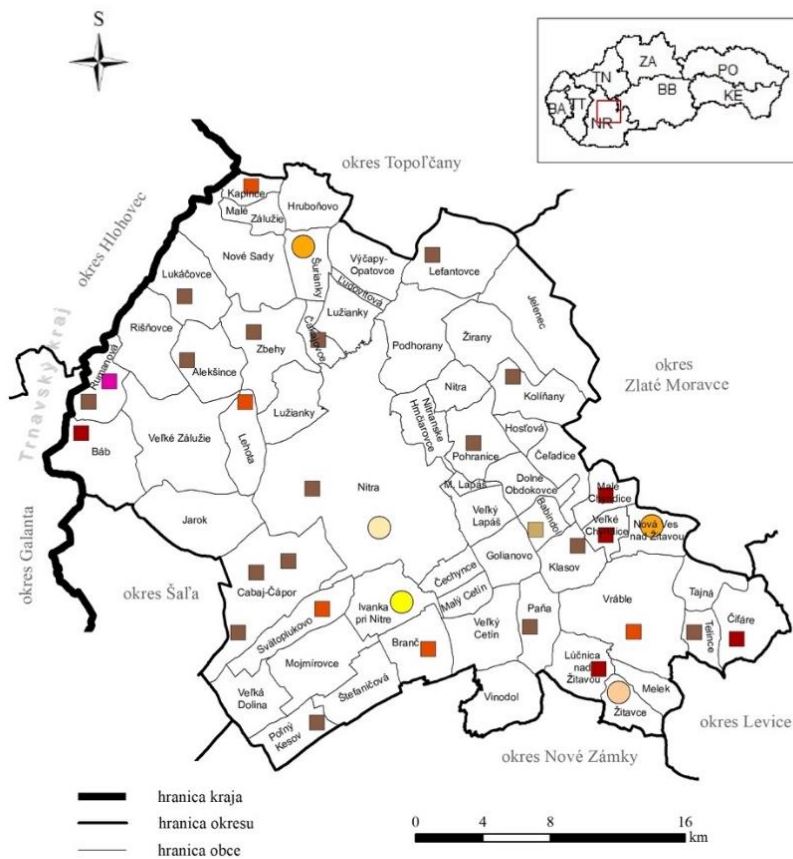 S
TN
ZA
PO
BA
TT
BB
KE
NR
okres Topoľčany
okres Hlohovec
Trnavský kraj
Kapince
Hruboňovo
Malé
Zálužie
Nové Sady
Šurianky
Výčapy-
Opatovce
Ľudovítová
Lefantovce
Jelenec
Lukáčovce
Lužianky
Rišňovce
Zbehy
Čakajovce
Podhorany
Žirany
okres
Zlaté Moravce
Rumanová
Alekšince
Nitra
Kolíňany
Lužianky
Nitrianske
Hrnčiarovce
Hosťová
Báb
Veľké Zálužie
Lehota
Pohranice
Čeľadice
Nitra
M. Lapáš
Dolné
Obdokovce
Malé
Chyndice
Babindol
Jarok
Veľký
Lapáš
Veľké
Chyndice
Nová Ves
nad Žitavou
okres Galanta
Golianovo
Klasov
okres Šaľa
Cabaj-Čápor
Čechynce
Vráble
Tajná
Malý Cetín
Svätoplukovo
Ivanka
pri Nitre
Veľký
Cetín
Paňa
Telince
Čifáre
Branč
Mojmírovce
Lúčnica
nad
Žitavou
Veľká
Dolina
Štefaničová
Vinodol
Melek
Žitavce
Poľný
Kesov
okres Levice
okres Nové Zámky
hranica kraja
hranica okresu
hranica obce
0 4 8 16
km